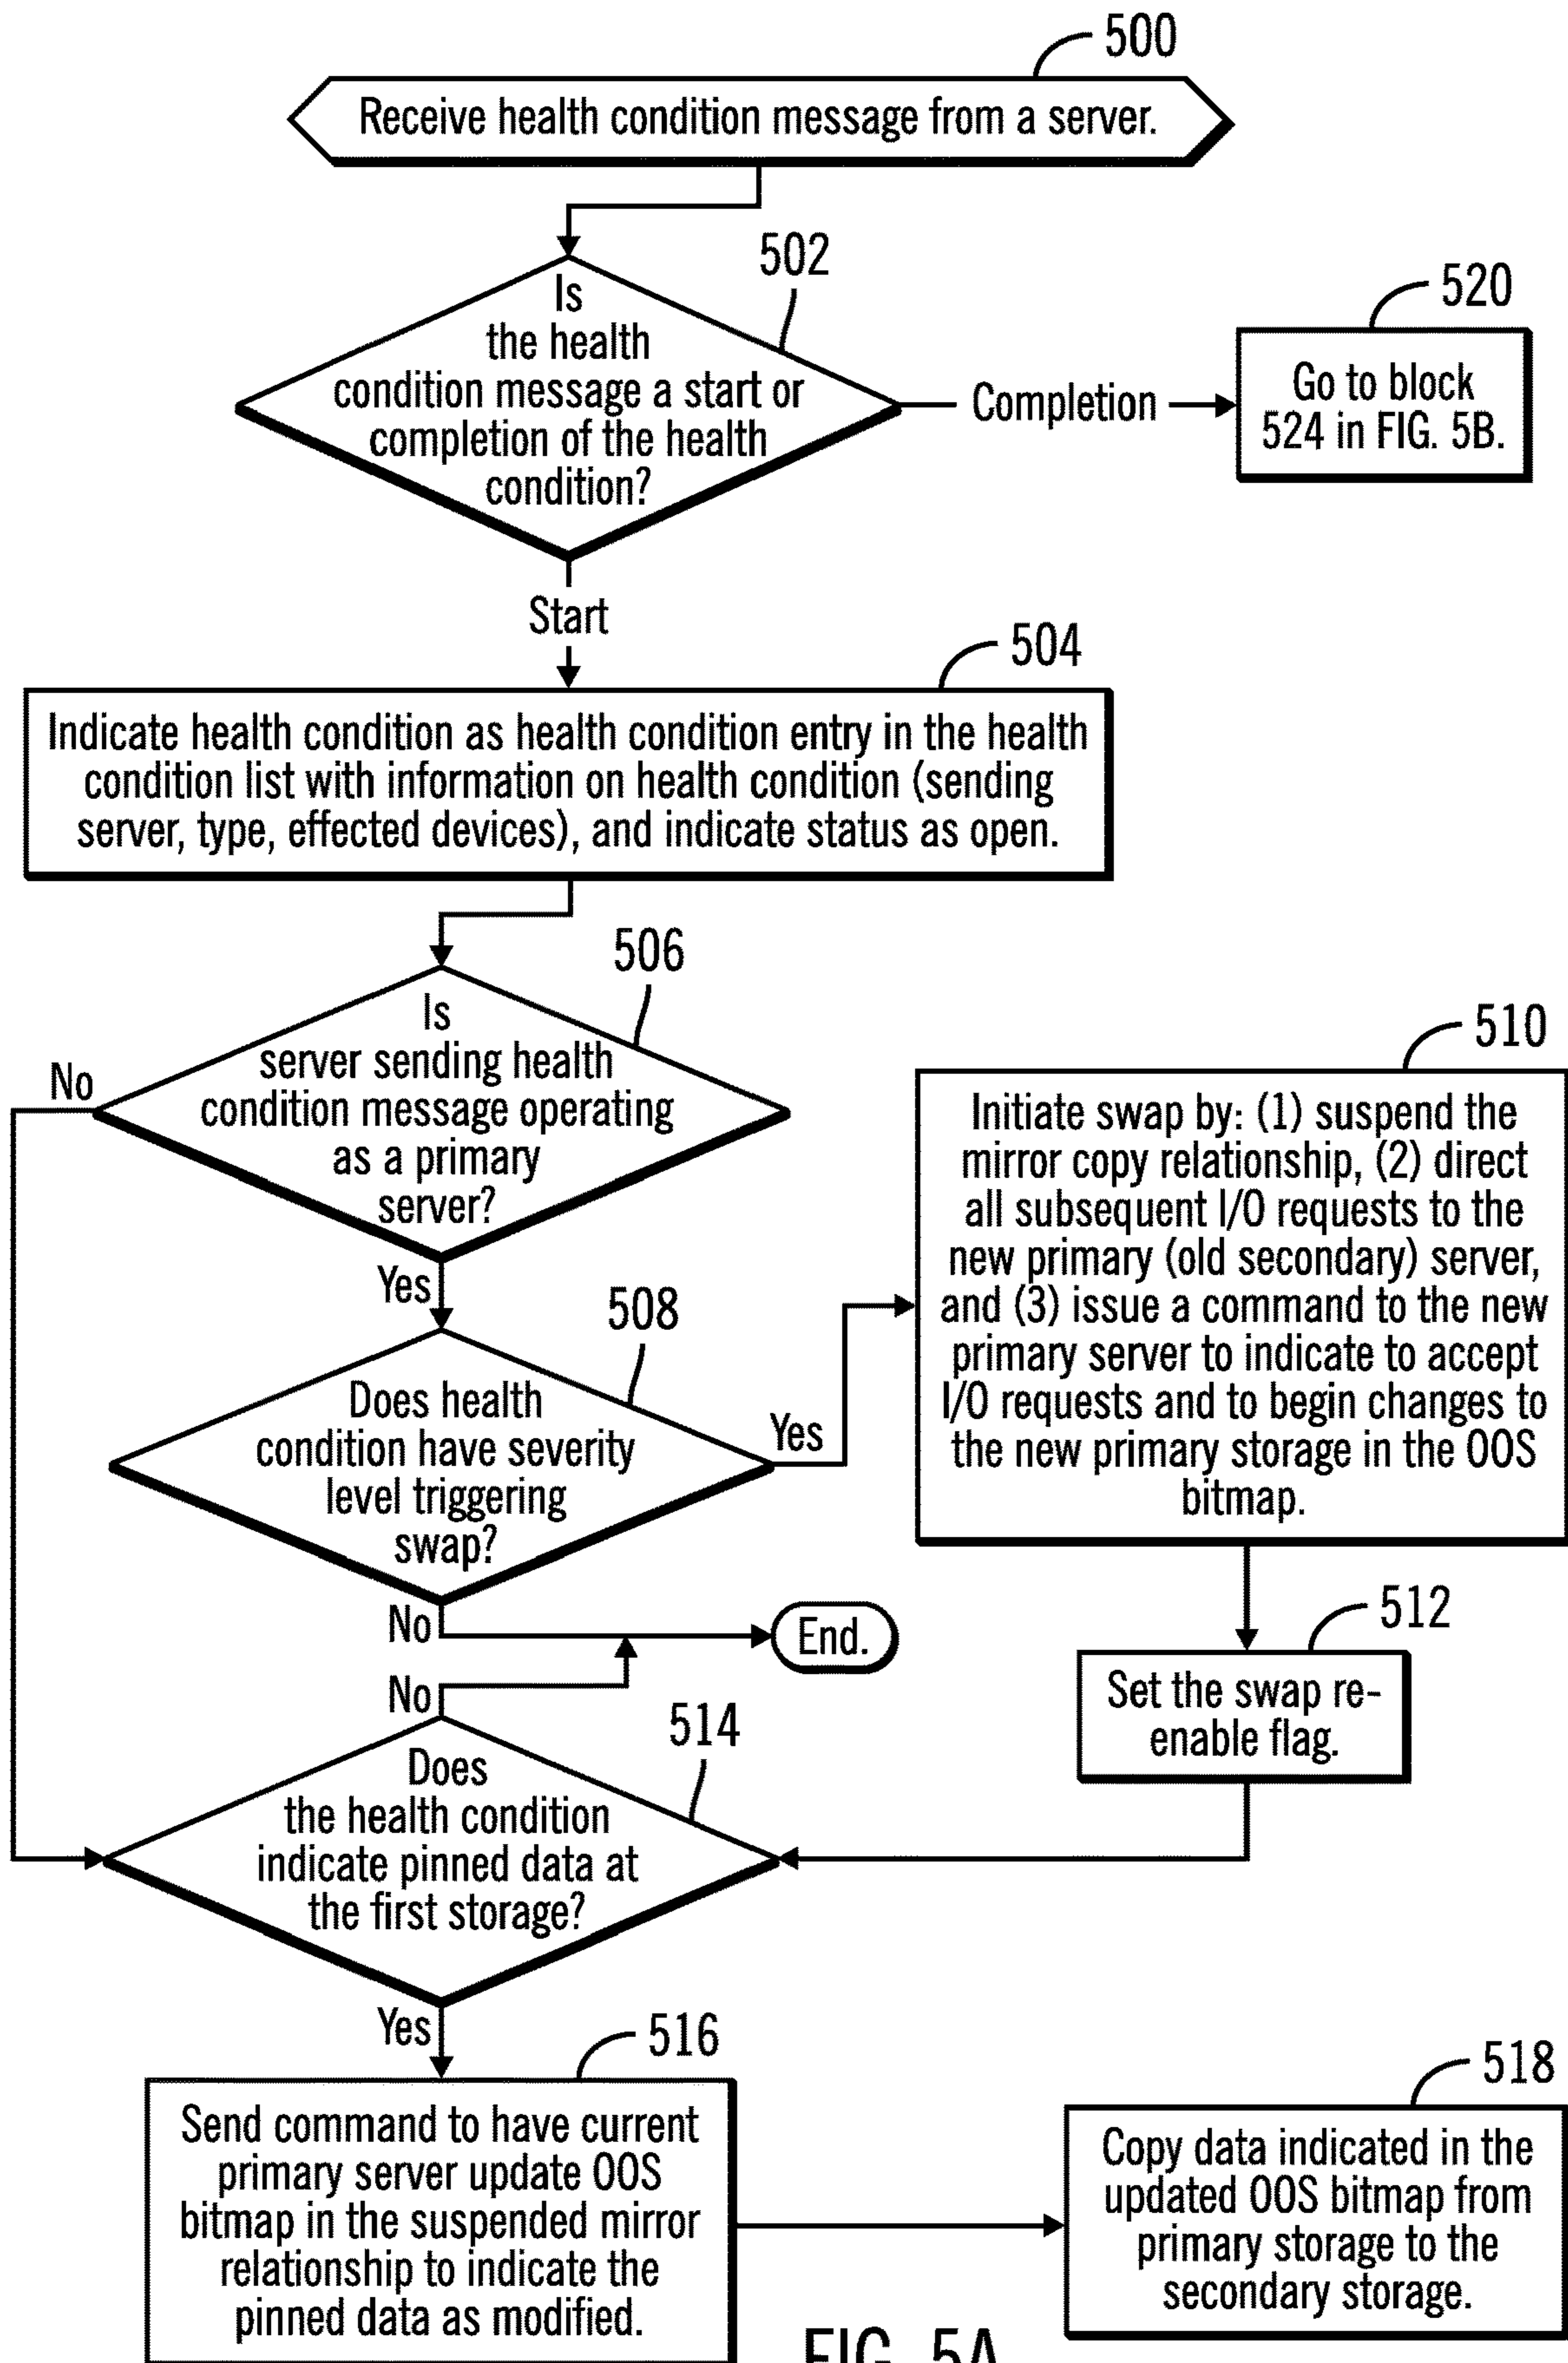 500
Receive health condition message from a server.
502
Is
the health
condition message a start or
completion of the health
condition?
Completion
520
Go to block
524 in FIG. 5B.
Start
504
Indicate health condition as health condition entry in the health
condition list with information on health condition (sending
server, type, effected devices), and indicate status as open.
506
Is
server sending health
condition message operating
as a primary
server?
No
Yes
508
Does health
condition have severity
level triggering
swap?
Yes
510
Initiate swap by: (1) suspend the
mirror copy relationship, (2) direct
all subsequent I/O requests to the
new primary (old secondary) server,
and (3) issue a command to the new
primary server to indicate to accept
I/O requests and to begin changes to
the new primary storage in the OOS
bitmap.
No
End.
512
Set the swap re-
enable flag.
No
514
Does
the health condition
indicate pinned data at
the first storage?
Yes
516
Send command to have current
primary server update OOS
bitmap in the suspended mirror
relationship to indicate the
pinned data as modified.
518
Copy data indicated in the
updated OOS bitmap from
primary storage to the
secondary storage.
FIG. 5A